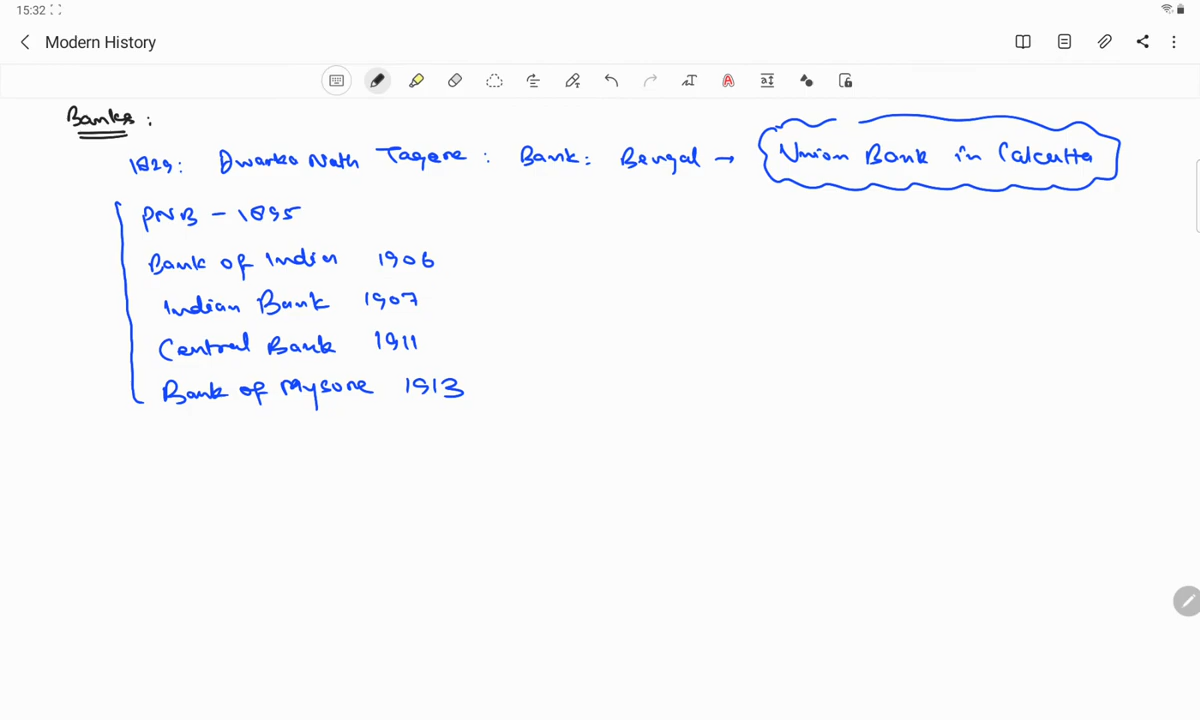 15:32
Modern History
Banks :
1829: Dwarka Nath Tagore : Bank: Bengal → Union Bank in Calcutta
PNB - 1895
Bank of India 1906
Indian Bank 1907
Central Bank 1911
Bank of Mysore 1913